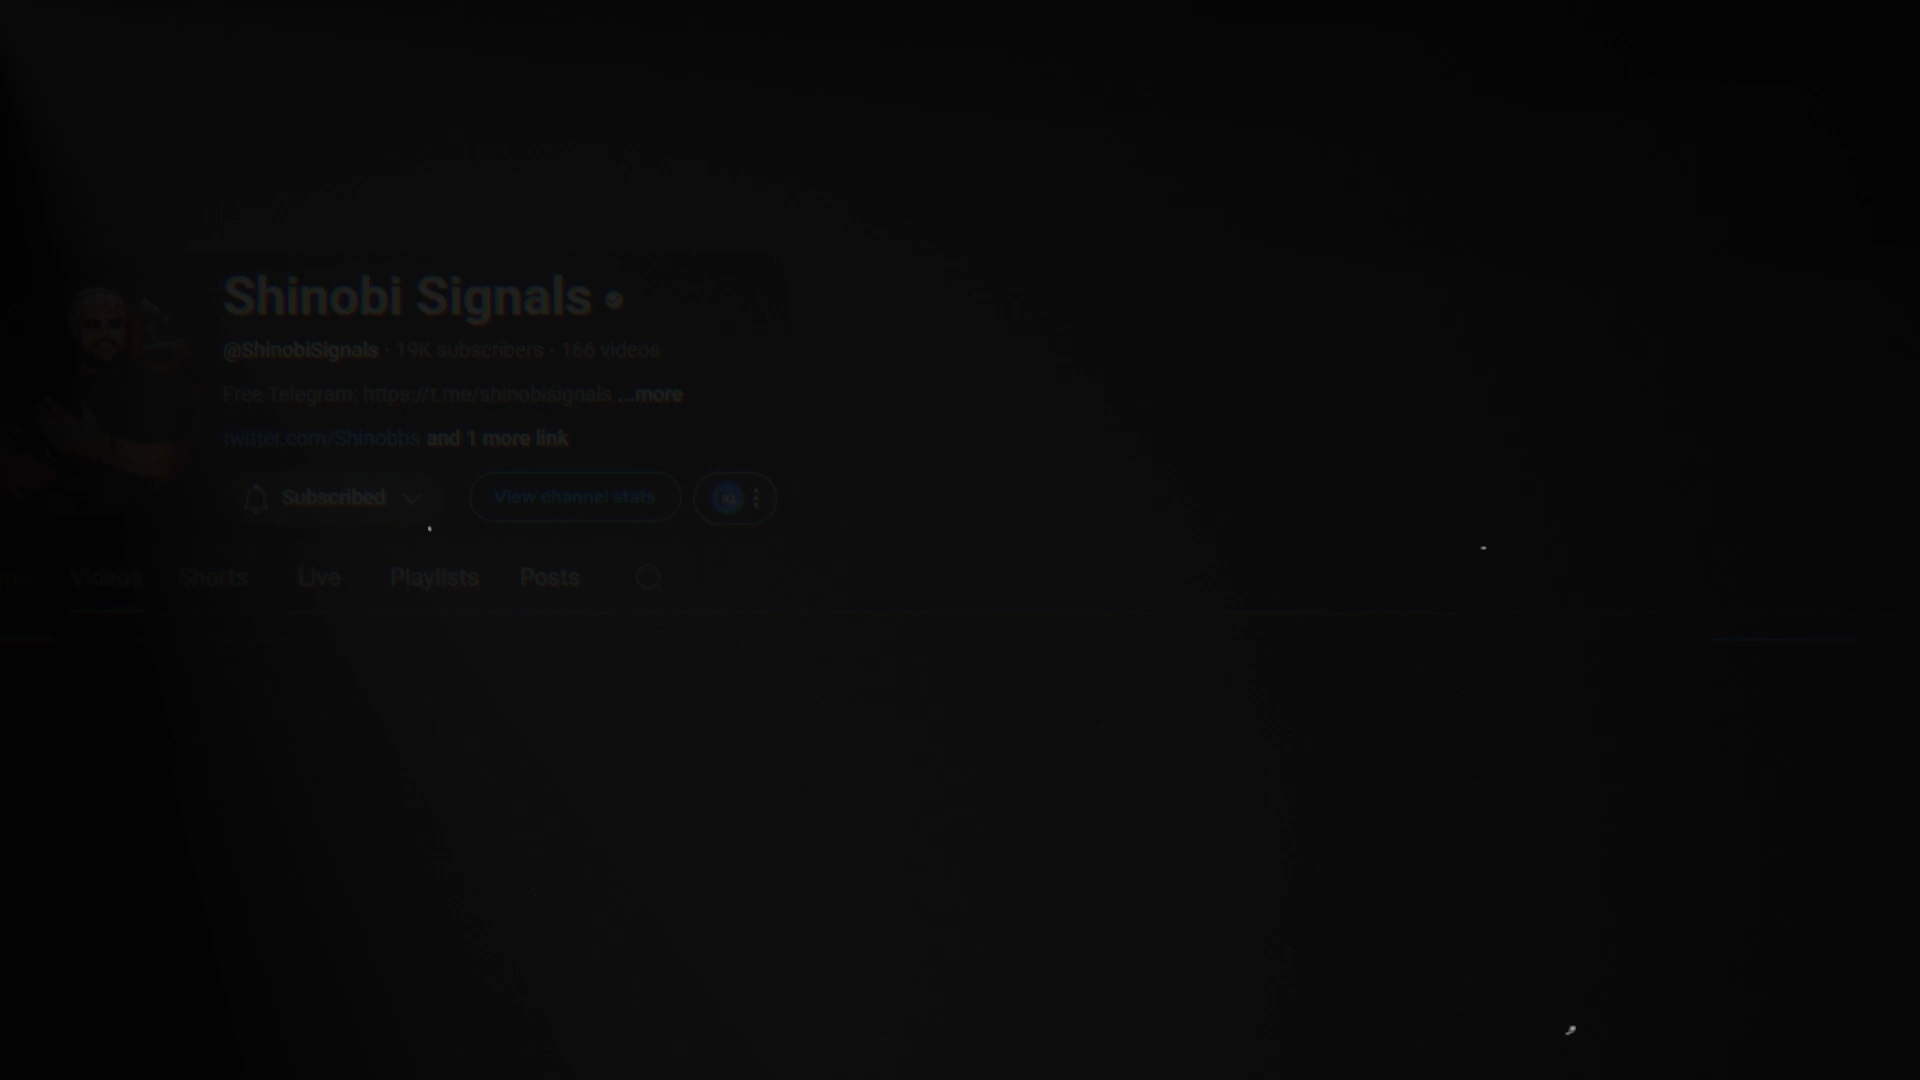 Shinobi Signals
@ShinobiSignals · 19K subscribers · 166 videos
Free Telegram: https://t.me/shinobisignals ...more
twitter.com/Shinobbs and 1 more link
Subscribed
View channel stats
Videos Shorts Live Playlists Posts